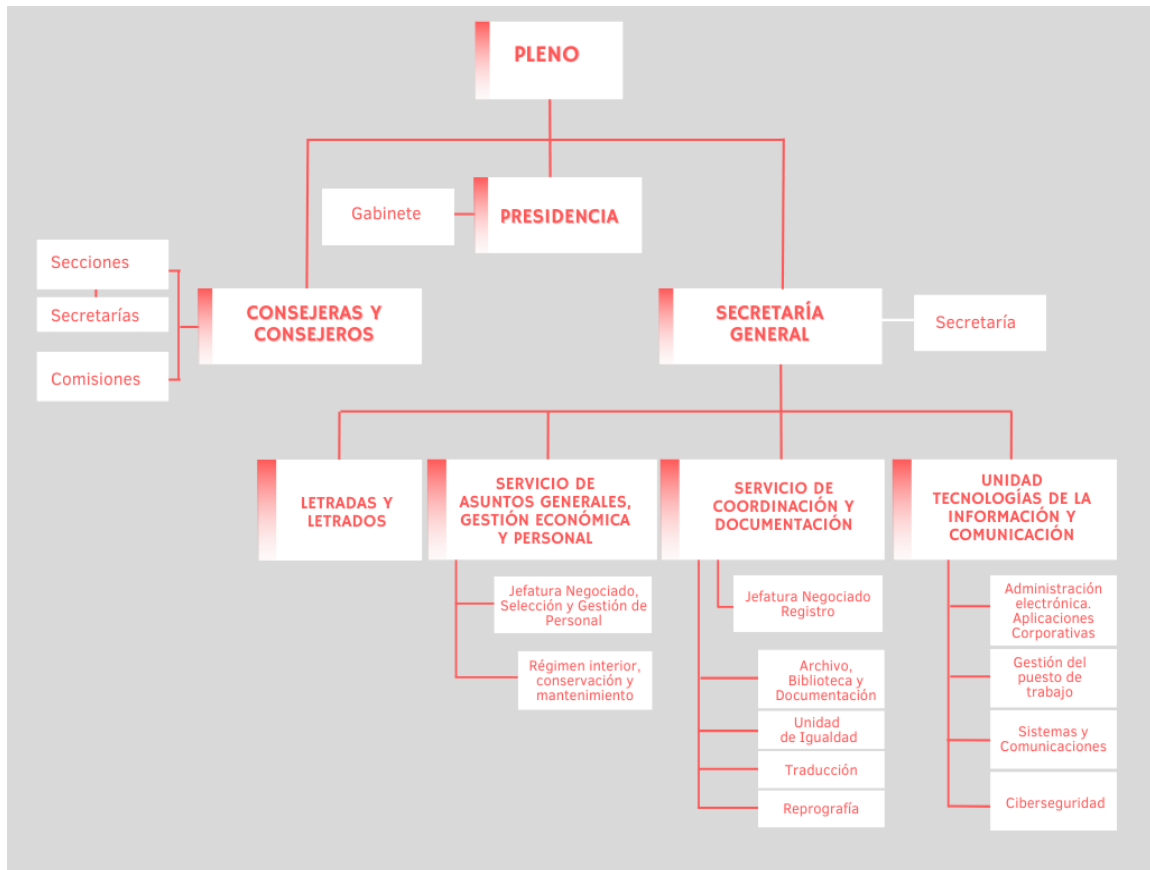 PLENO
Gabinete
PRESIDENCIA
Secciones
Secretarías
Comisiones
CONSEJERAS Y
CONSEJEROS
SECRETARÍA
GENERAL
Secretaría
LETRADAS Y
LETRADOS
SERVICIO DE
ASUNTOS GENERALES,
GESTIÓN ECONÓMICA
Y PERSONAL
SERVICIO DE
COORDINACIÓN Y
DOCUMENTACIÓN
UNIDAD
TECNOLOGÍAS DE LA
INFORMACIÓN Y
COMUNICACIÓN
Jefatura Negociado,
Selección y Gestión de
Personal
Régimen interior,
conservación y
mantenimiento
Jefatura Negociado
Registro
Archivo,
Biblioteca y
Documentación
Unidad
de Igualdad
Traducción
Reprografía
Administración
electrónica.
Aplicaciones
Corporativas
Gestión del
puesto de
trabajo
Sistemas y
Comunicaciones
Ciberseguridad